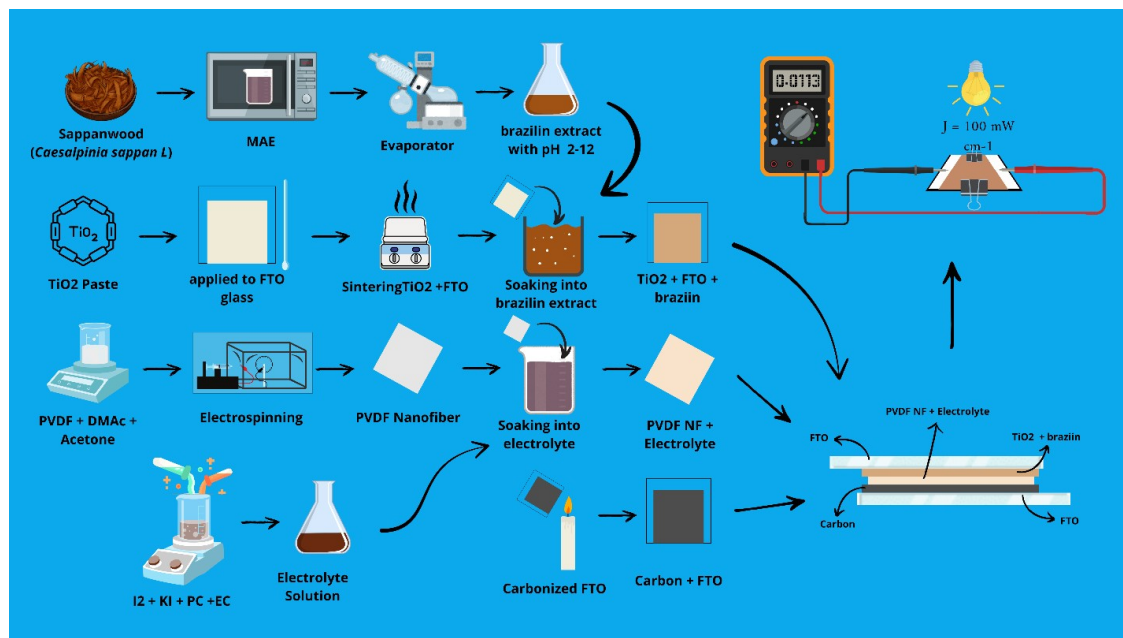 Sappanwood
(Caesalpinia sappan L)
MAE
Evaporator
brazilin extract
with pH 2-12
0.0113
J = 100 mW
cm-1
TiO2
TiO2 Paste
applied to FTO
glass
SinteringTiO2 +FTO
Soaking into
brazilin extract
TiO2 + FTO +
braziin
PVDF + DMAc +
Acetone
Electrospinning
PVDF Nanofiber
Soaking into
electrolyte
PVDF NF +
Electrolyte
PVDF NF + Electrolyte
FTO
TiO2 + braziin
Carbon
FTO
I2 + KI + PC +EC
Electrolyte
Solution
Carbonized FTO
Carbon + FTO